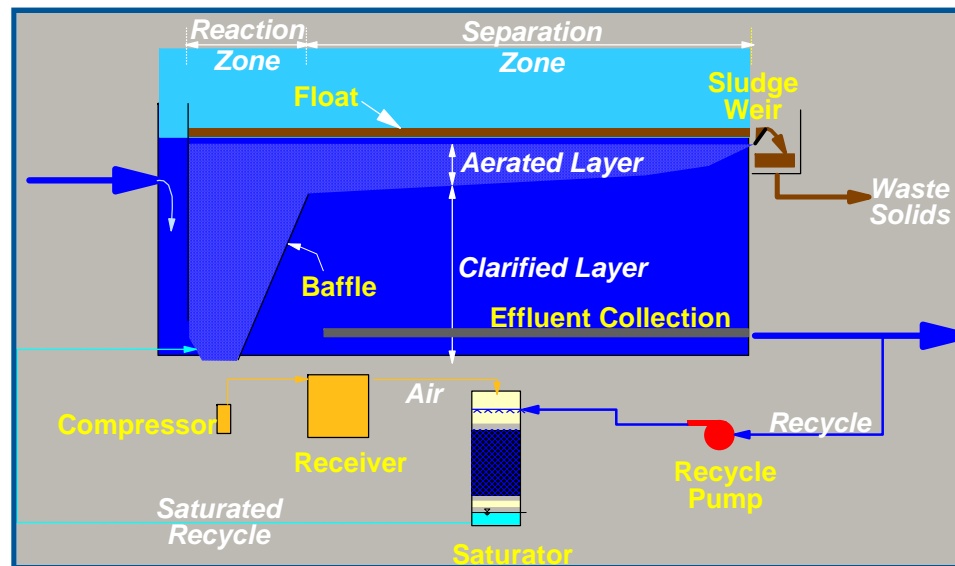 Reaction
Zone
Separation
Zone
Float
Sludge
Weir
Aerated Layer
Waste
Solids
Clarified Layer
Baffle
Effluent Collection
Air
Compressor
Receiver
Recycle
Recycle
Pump
Saturated
Recycle
Saturator